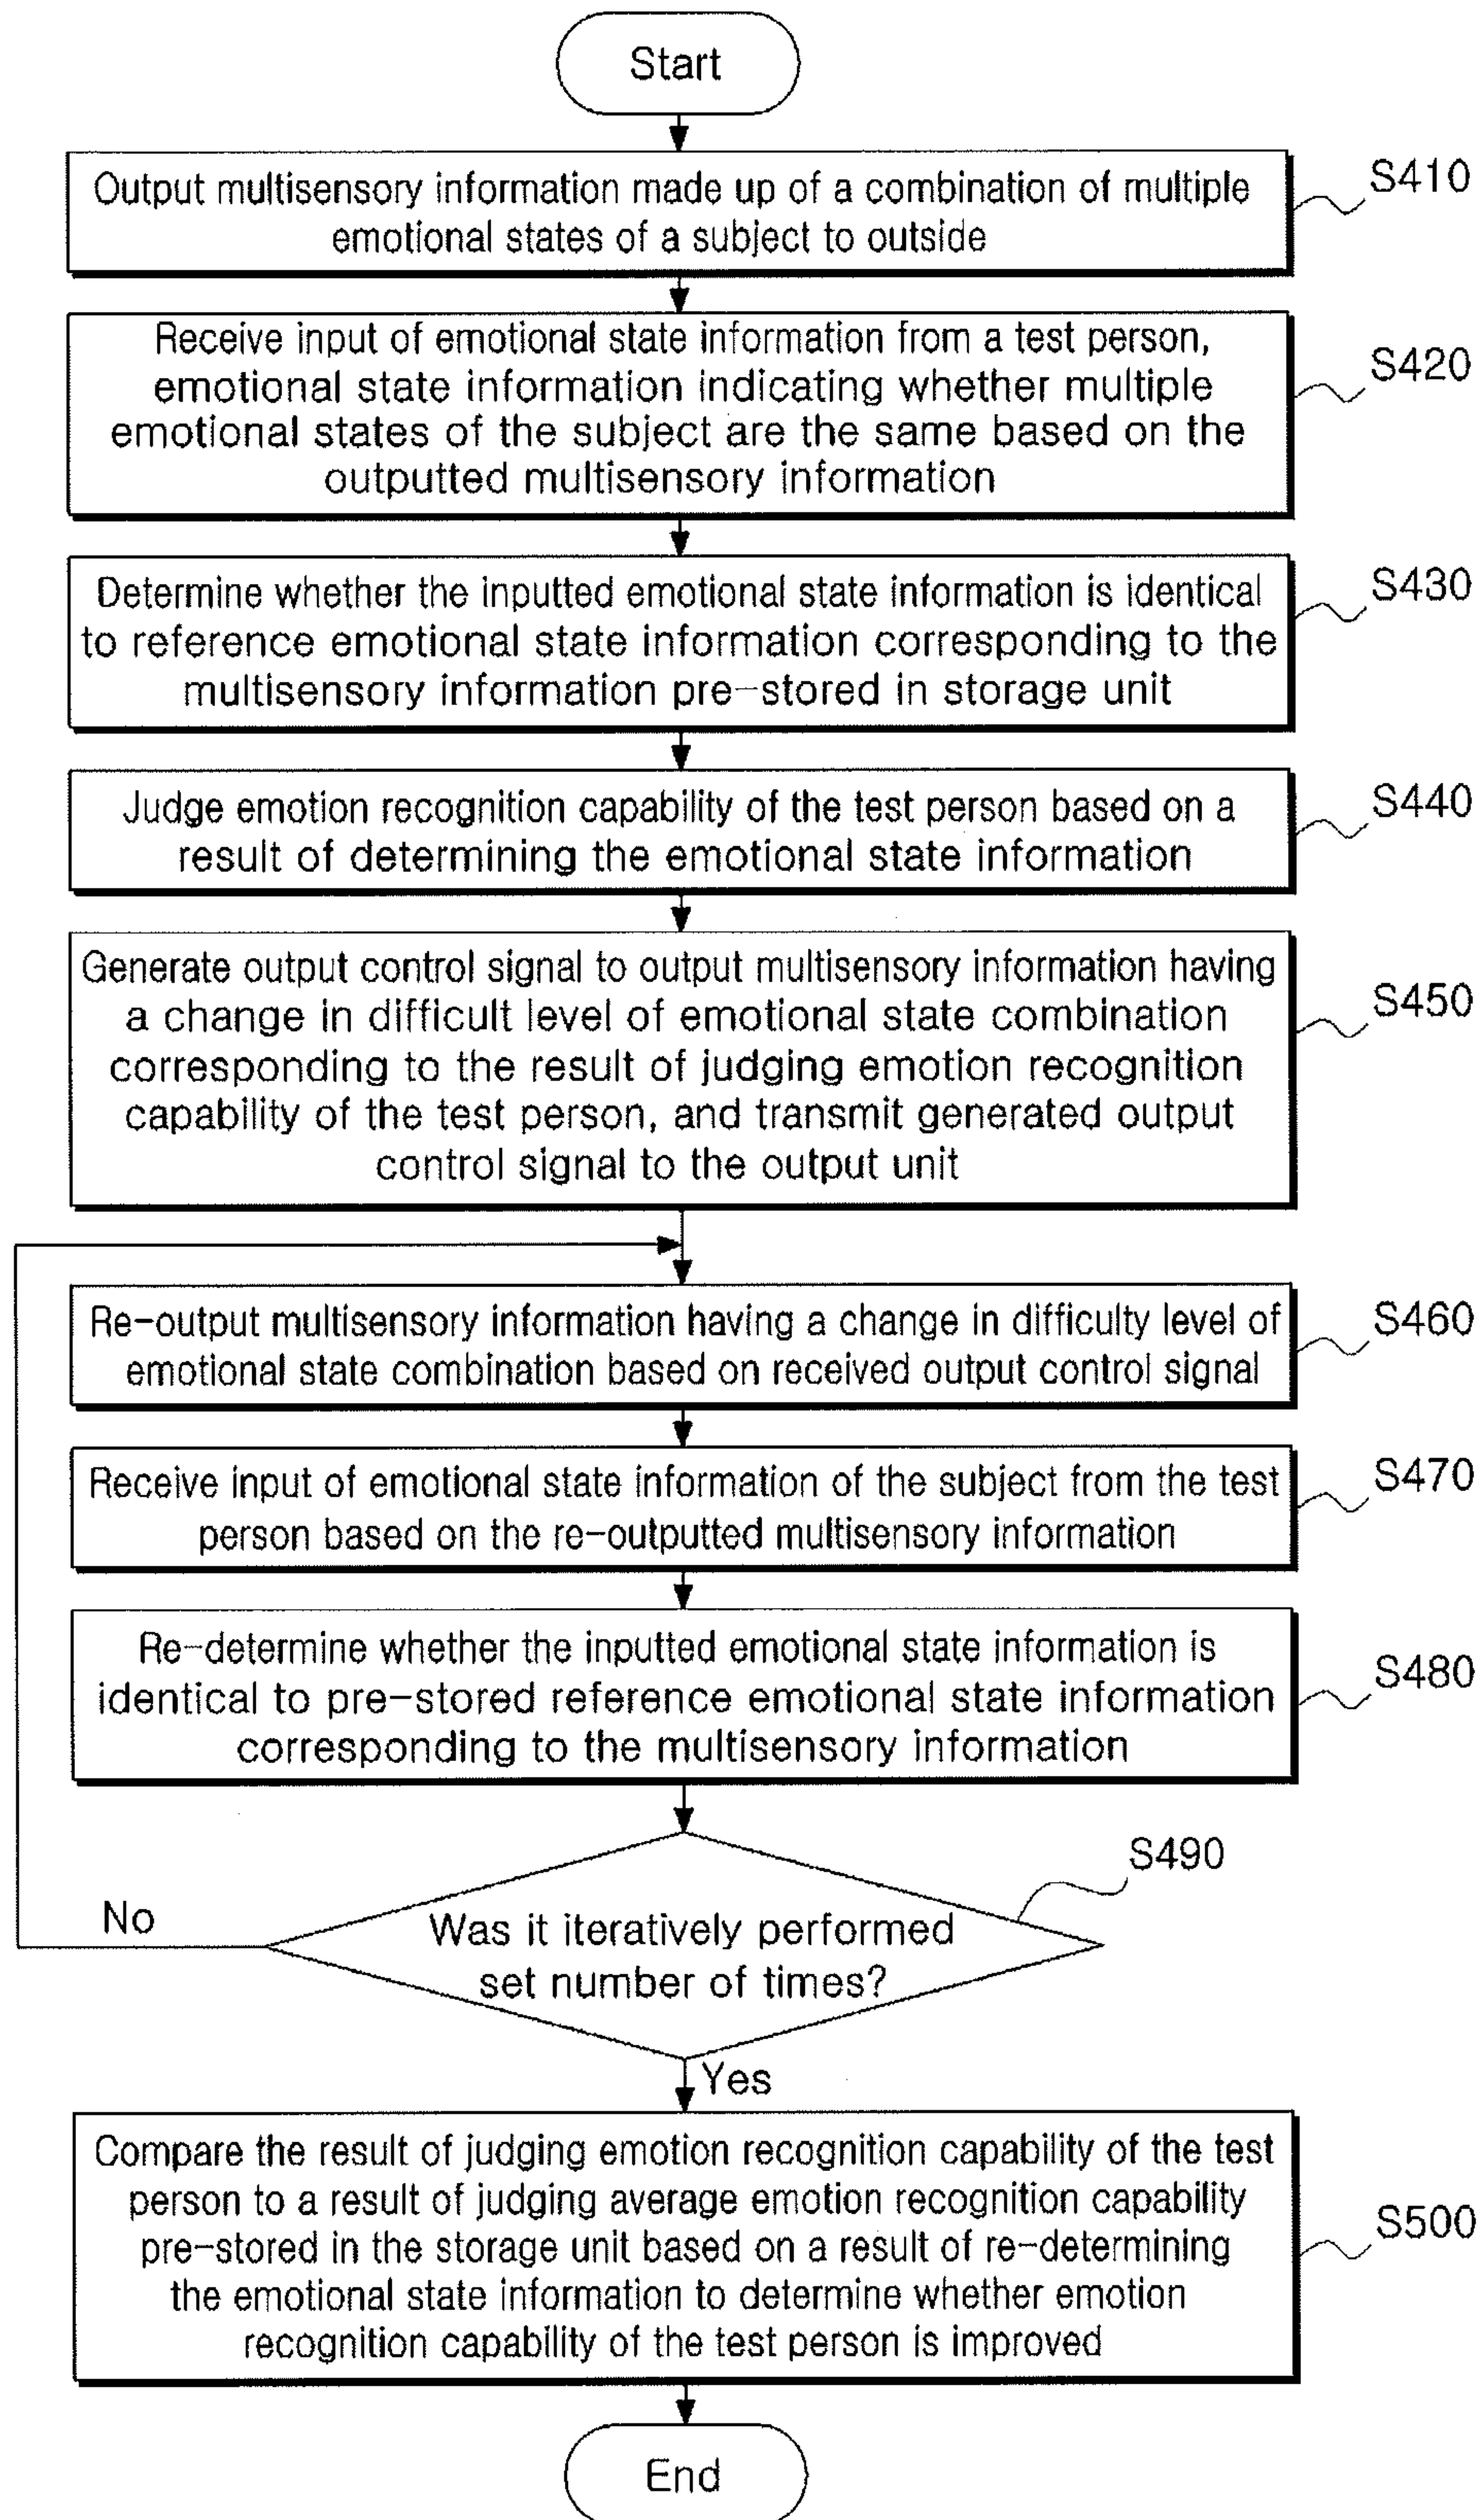 Start
Output multisensory information made up of a combination of multiple
emotional states of a subject to outside
S410
Receive input of emotional state information from a test person,
emotional state information indicating whether multiple
emotional states of the subject are the same based on the
outputted multisensory information
S420
Determine whether the inputted emotional state information is identical
to reference emotional state information corresponding to the
multisensory information pre-stored in storage unit
S430
Judge emotion recognition capability of the test person based on a
result of determining the emotional state information
S440
Generate output control signal to output multisensory information having
a change in difficult level of emotional state combination
corresponding to the result of judging emotion recognition
capability of the test person, and transmit generated output
control signal to the output unit
S450
Re-output multisensory information having a change in difficulty level of
emotional state combination based on received output control signal
S460
Receive input of emotional state information of the subject from the test
person based on the re-outputted multisensory information
S470
Re-determine whether the inputted emotional state information is
identical to pre-stored reference emotional state information
corresponding to the multisensory information
S480
S490
No
Was it iteratively performed
set number of times?
Yes
Compare the result of judging emotion recognition capability of the test
person to a result of judging average emotion recognition capability
pre-stored in the storage unit based on a result of re-determining
the emotional state information to determine whether emotion
recognition capability of the test person is improved
S500
End